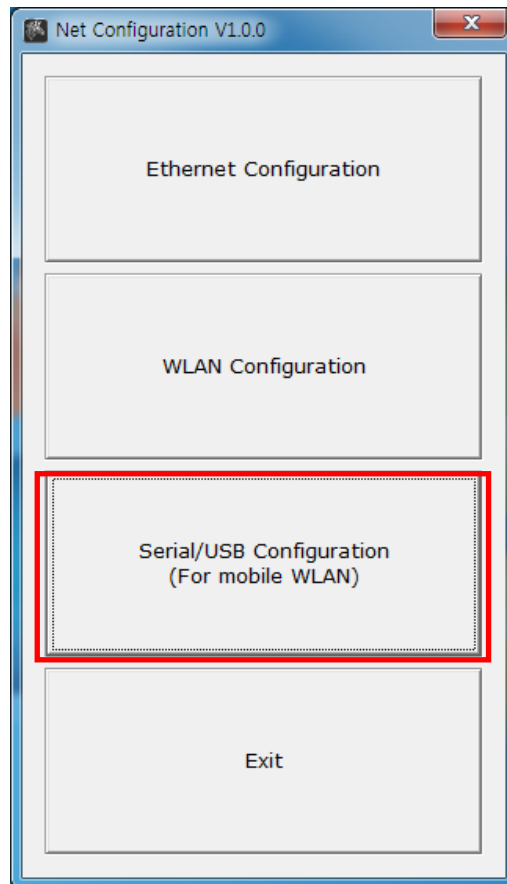 Net Configuration V1.0.0
Ethernet Configuration
WLAN Configuration
Serial/USB Configuration
(For mobile WLAN)
Exit